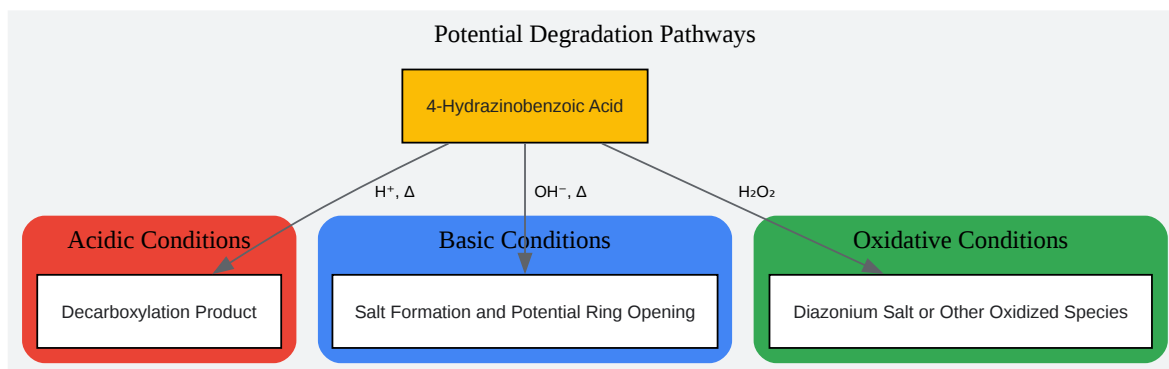 Potential Degradation Pathways
4-Hydrazinobenzoic Acid
H⁺, Δ
OH⁻, Δ
H₂O₂
Acidic Conditions
Basic Conditions
Oxidative Conditions
Decarboxylation Product
Salt Formation and Potential Ring Opening
Diazonium Salt or Other Oxidized Species